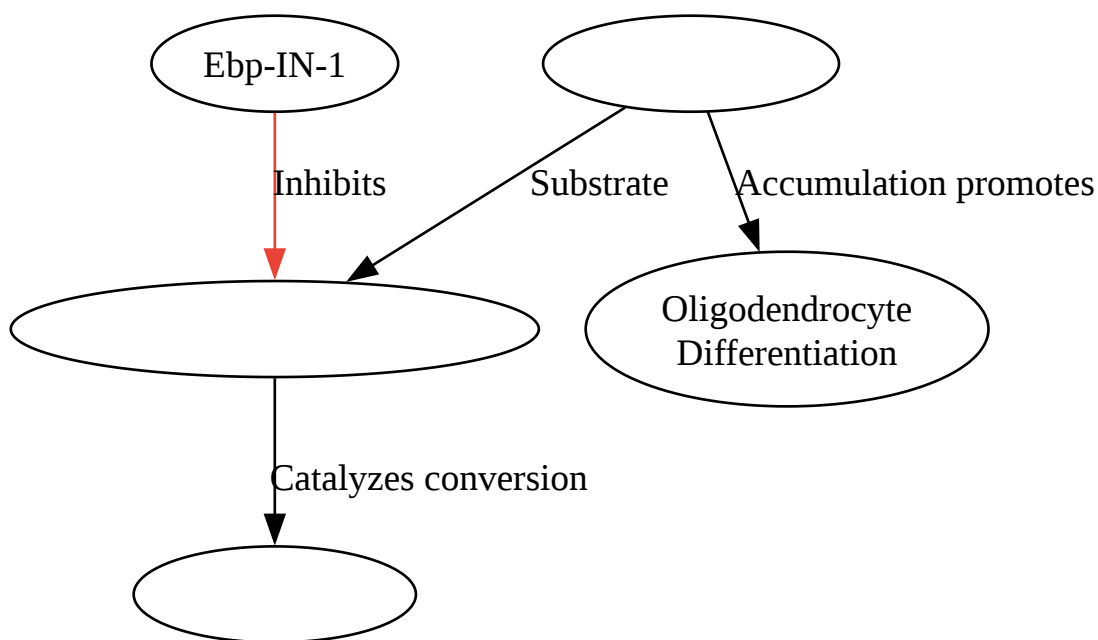 Ebp-IN-1
Inhibits
Substrate
Accumulation promotes
Oligodendrocyte
Differentiation
Catalyzes conversion